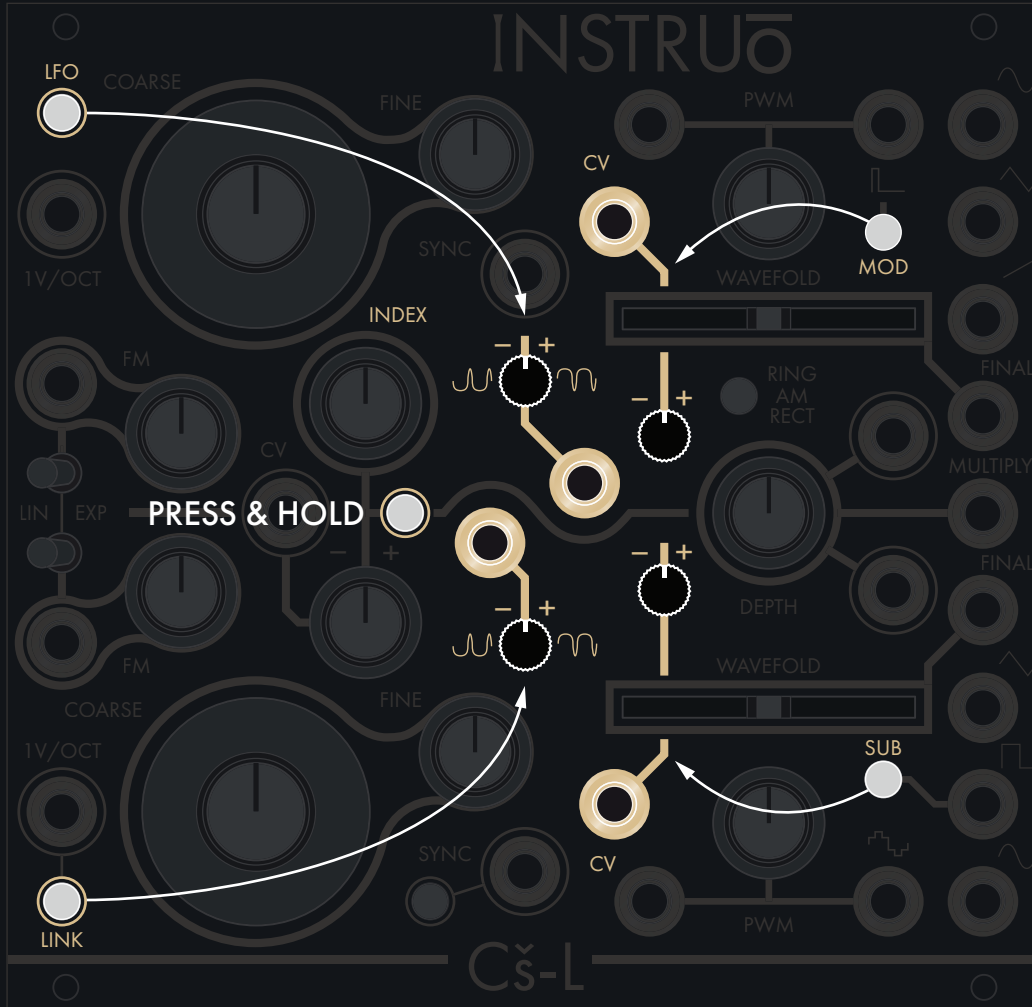 INSTRUō
LFO
COARSE
FINE
PWM
CV
SYNC
1V/OCT
MOD
WAVEFOLD
INDEX
FM
− +
− +
RING
AM
RECT
FINAL
CV
MULTIPLY
LIN EXP
PRESS & HOLD
− +
− +
FINAL
− +
DEPTH
FM
WAVEFOLD
COARSE
FINE
1V/OCT
SUB
SYNC
CV
PWM
LINK
Cš-L